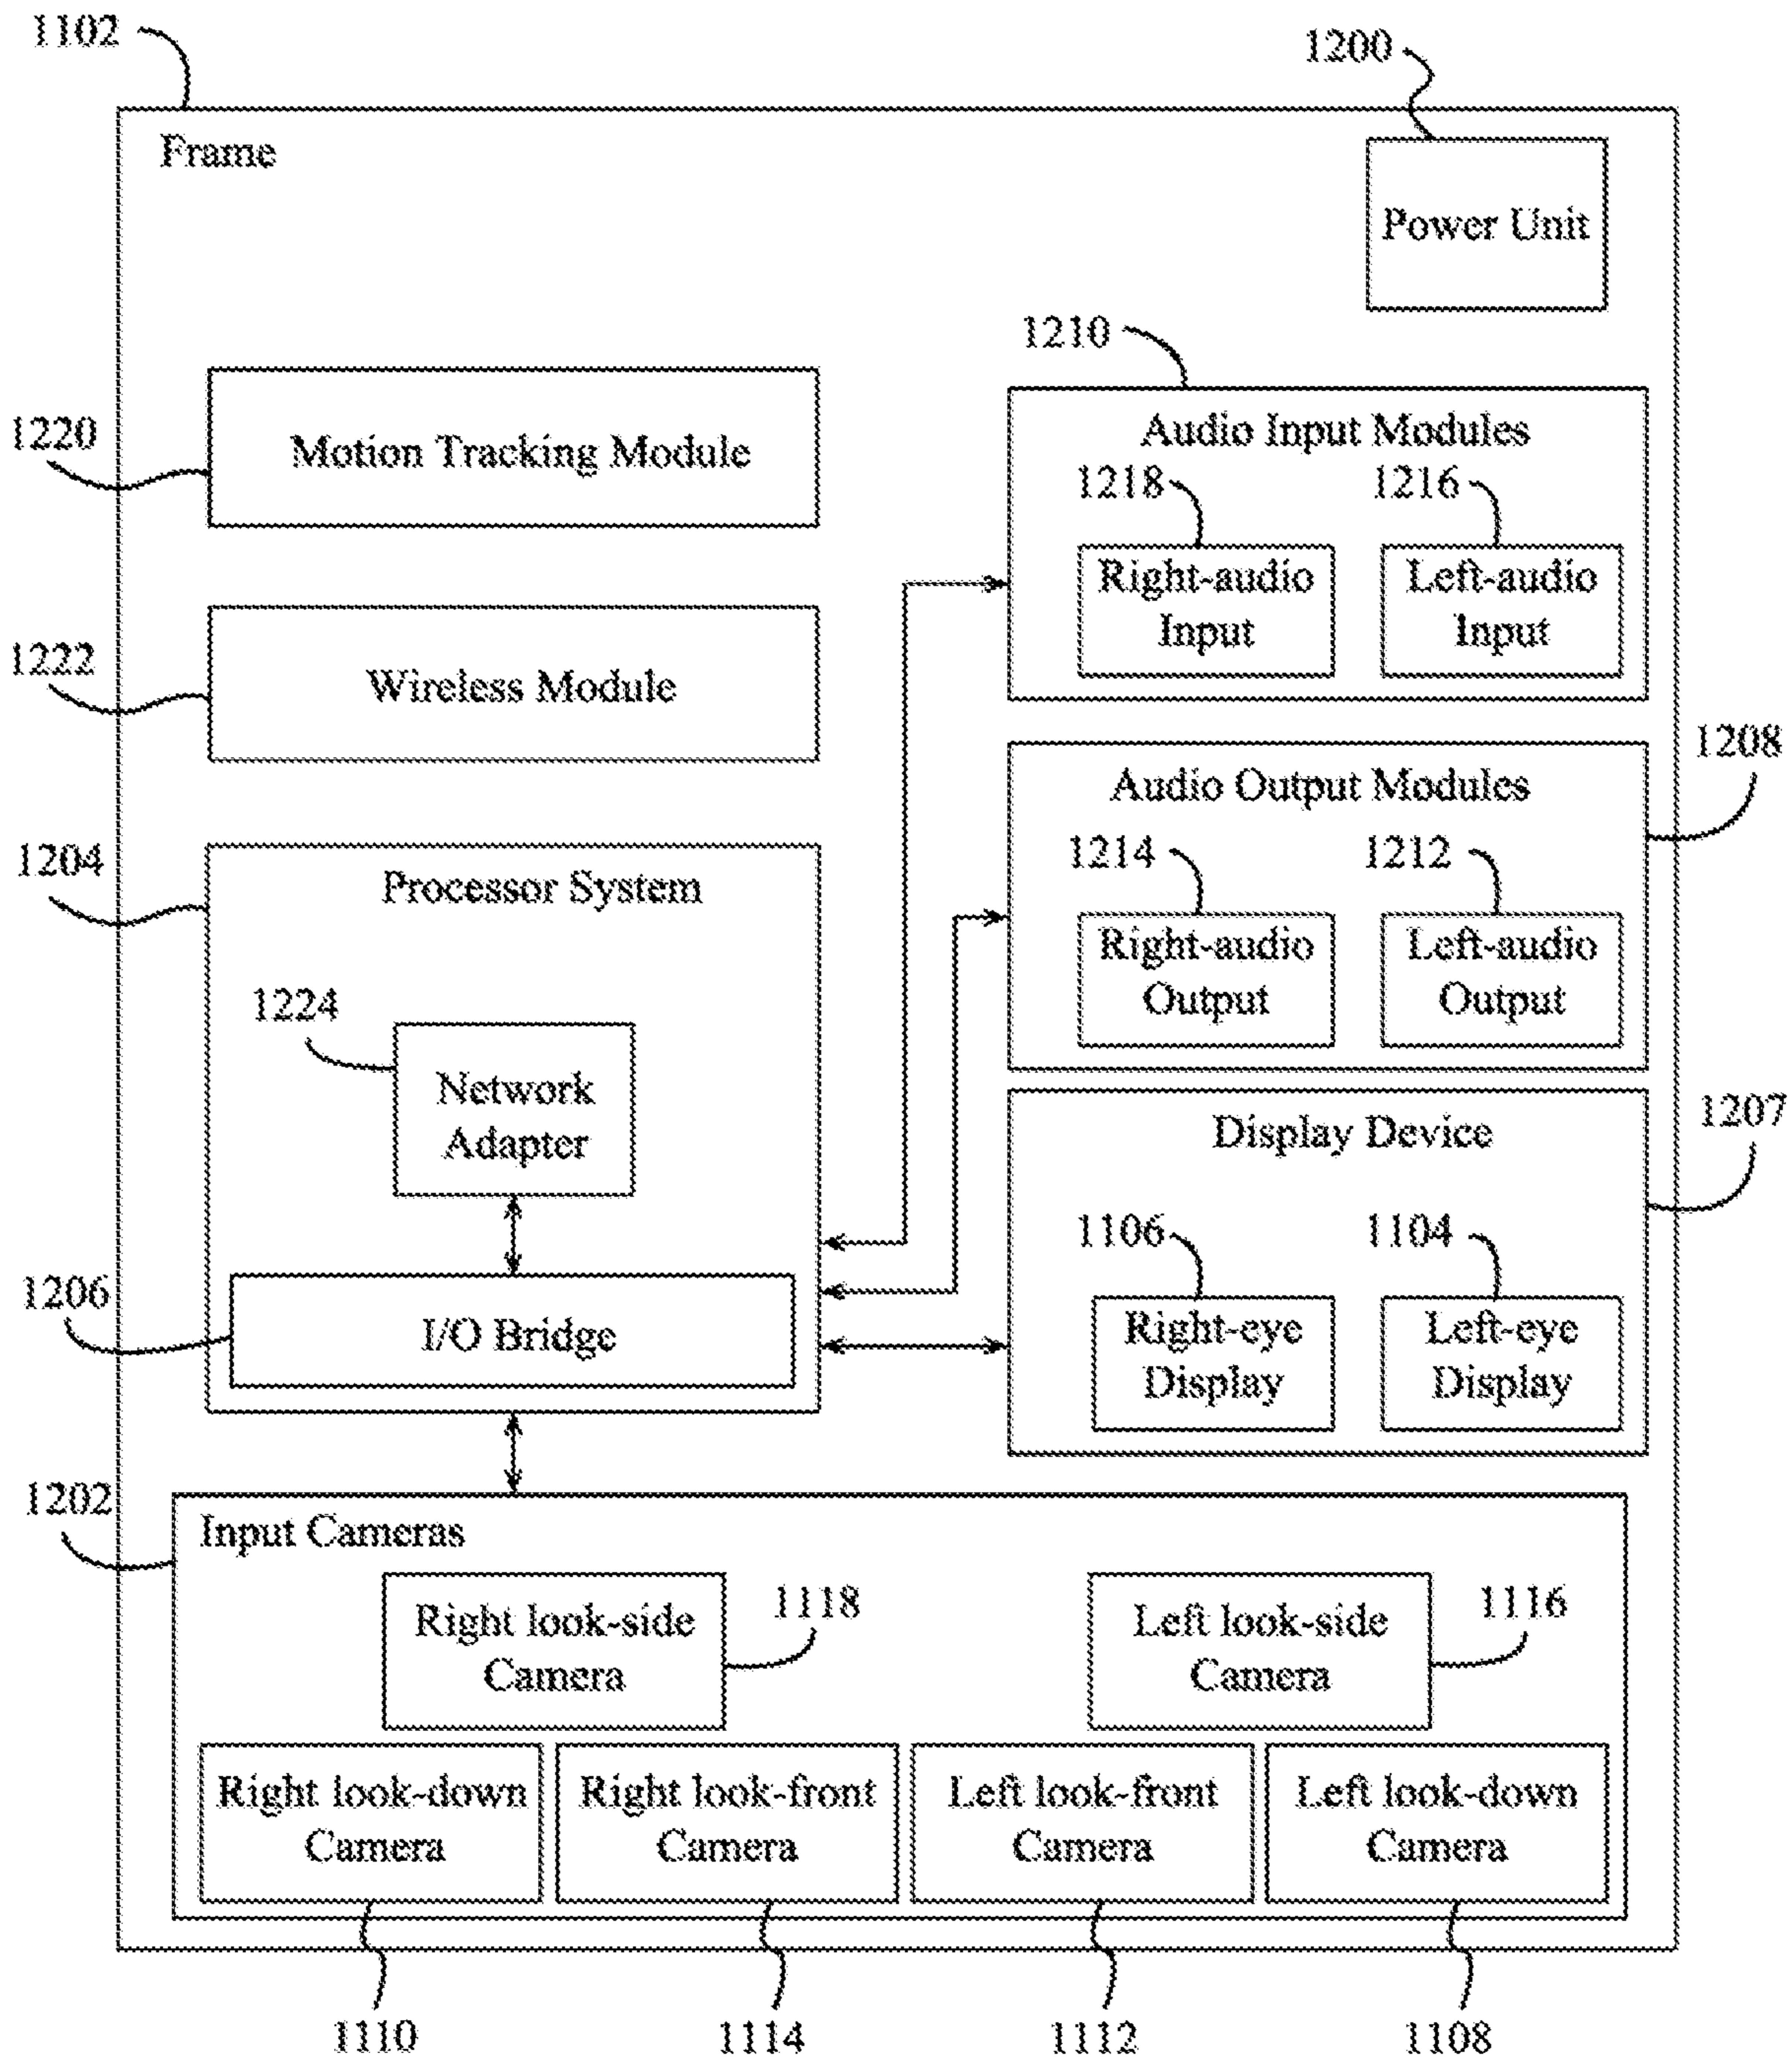 1102
1200
Frame
Power Unit
1210
1220
Motion Tracking Module
Audio Input Modules
1218
1216
Right-audio
Input
Left-audio
Input
1222
Wireless Module
1208
Audio Output Modules
1214
1212
Right-audio
Output
Left-audio
Output
1204
Processor System
1224
Network
Adapter
1207
Display Device
1106
1104
Right-eye
Display
Left-eye
Display
1206
I/O Bridge
1202
Input Cameras
Right look-side
Camera
1118
Left look-side
Camera
1116
Right look-down
Camera
Right look-front
Camera
Left look-front
Camera
Left look-down
Camera
1110
1114
1112
1108